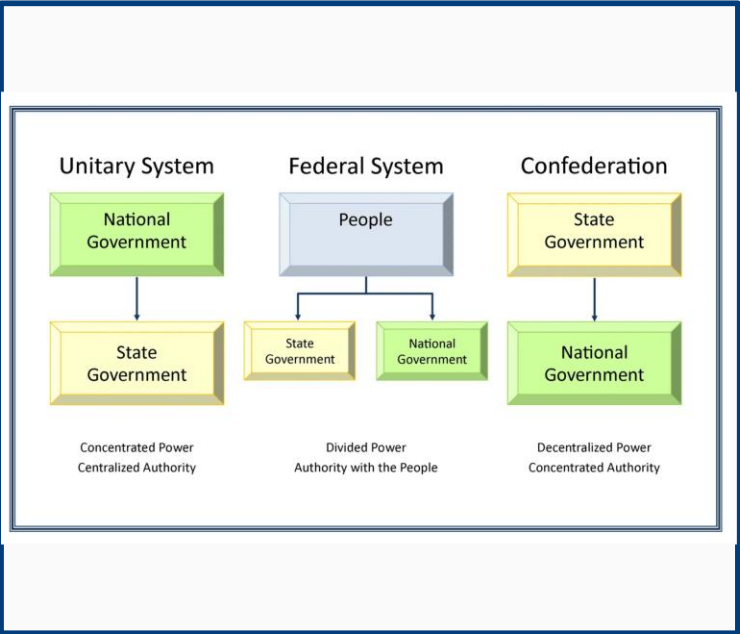 Unitary System
National
Government
State
Government
Concentrated Power
Centralized Authority
Federal System
People
State
Government
National
Government
Divided Power
Authority with the People
Confederation
State
Government
National
Government
Decentralized Power
Concentrated Authority